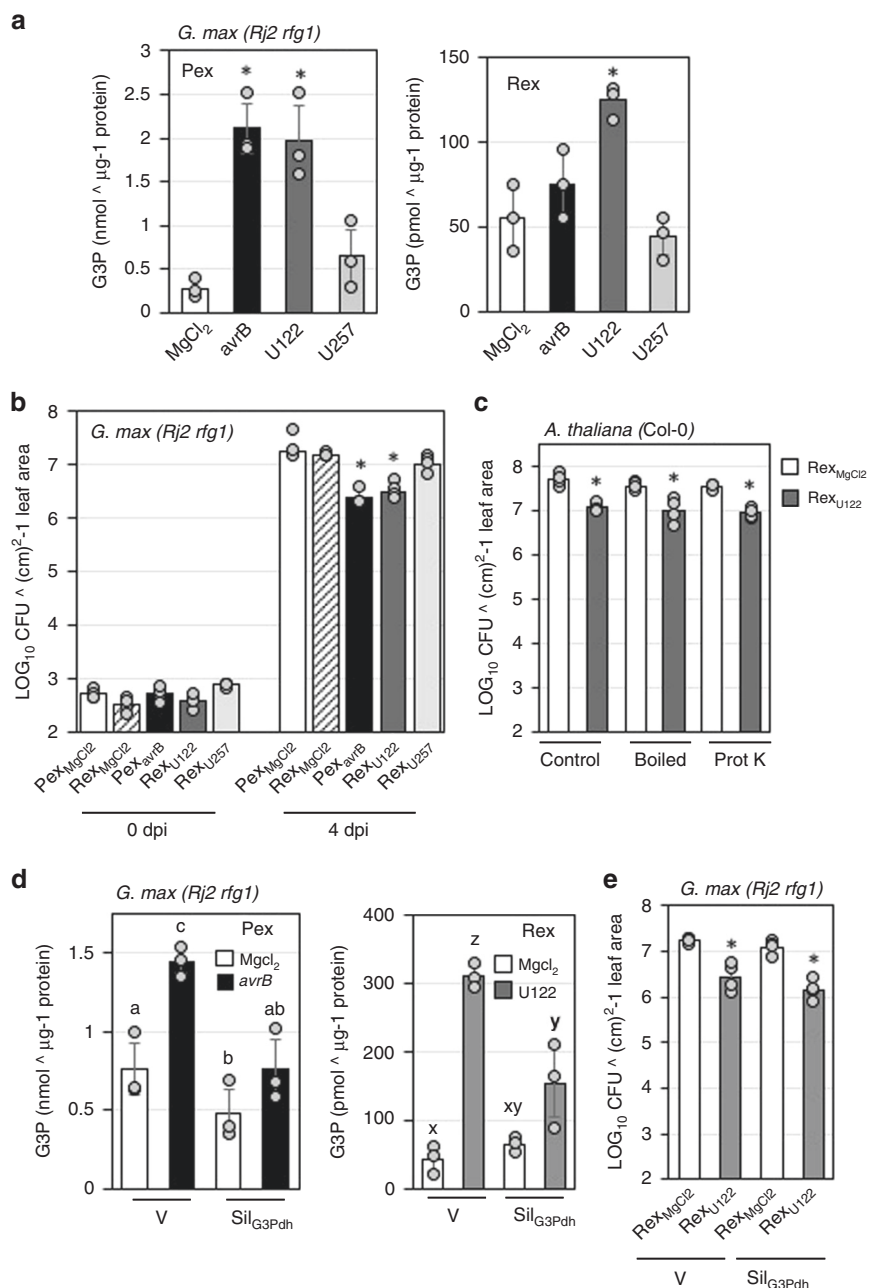 a
G. max (Rj2 rfg1)
Pex
G3P (nmol ^ µg-1 protein)
3
2.5
2
1.5
1
0.5
0
* *
MgCl2 avrB U122 U257
Rex
G3P (pmol ^ µg-1 protein)
150
100
50
0
*
MgCl2 avrB U122 U257
b
G. max (Rj2 rfg1)
LOG10 CFU ^ (cm)2-1 leaf area
8
7
6
5
4
3
2
* *
PexMgCl2 RexMgCl2 PexavrB RexU122 RexU257 PexMgCl2 RexMgCl2 PexavrB RexU122 RexU257
0 dpi 4 dpi
c
A. thaliana (Col-0)
LOG10 CFU ^ (cm)2-1 leaf area
8
7
6
5
4
3
2
* * *
Control Boiled Prot K
RexMgCl2
RexU122
d
G. max (Rj2 rfg1)
G3P (nmol ^ µg-1 protein)
1.5
1
0.5
0
Pex
Mgcl2
avrB
a c b ab
V SilG3Pdh
G3P (pmol ^ µg-1 protein)
400
300
200
100
0
Rex
Mgcl2
U122
x z xy y
V SilG3Pdh
e
G. max (Rj2 rfg1)
LOG10 CFU ^ (cm)2-1 leaf area
8
7
6
5
4
3
2
* *
RexMgCl2 RexU122 RexMgCl2 RexU122
V SilG3Pdh